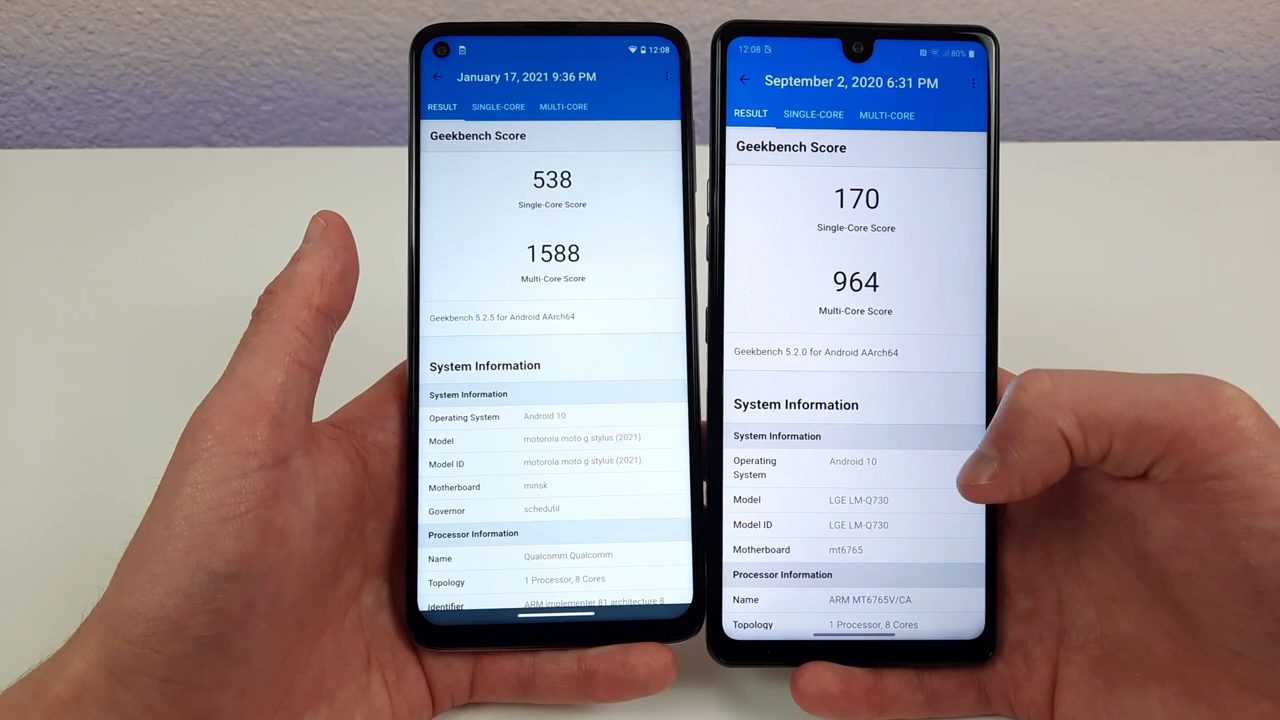 12:08
January 17, 2021 9:36 PM
RESULT SINGLE-CORE MULTI-CORE
Geekbench Score
538
Single-Core Score
1588
Multi-Core Score
Geekbench 5.2.5 for Android AArch64
System Information
System Information
Operating System Android 10
Model motorola moto g stylus (2021)
Model ID motorola moto g stylus (2021)
Motherboard minsk
Governor schedutil
Processor Information
Name Qualcomm Qualcomm
Topology 1 Processor, 8 Cores
Identifier ARM implementer 81 architecture 8
12:08 80%
September 2, 2020 6:31 PM
RESULT SINGLE-CORE MULTI-CORE
Geekbench Score
170
Single-Core Score
964
Multi-Core Score
Geekbench 5.2.0 for Android AArch64
System Information
System Information
Operating Android 10
System
Model LGE LM-Q730
Model ID LGE LM-Q730
Motherboard mt6765
Processor Information
Name ARM MT6765V/CA
Topology 1 Processor, 8 Cores